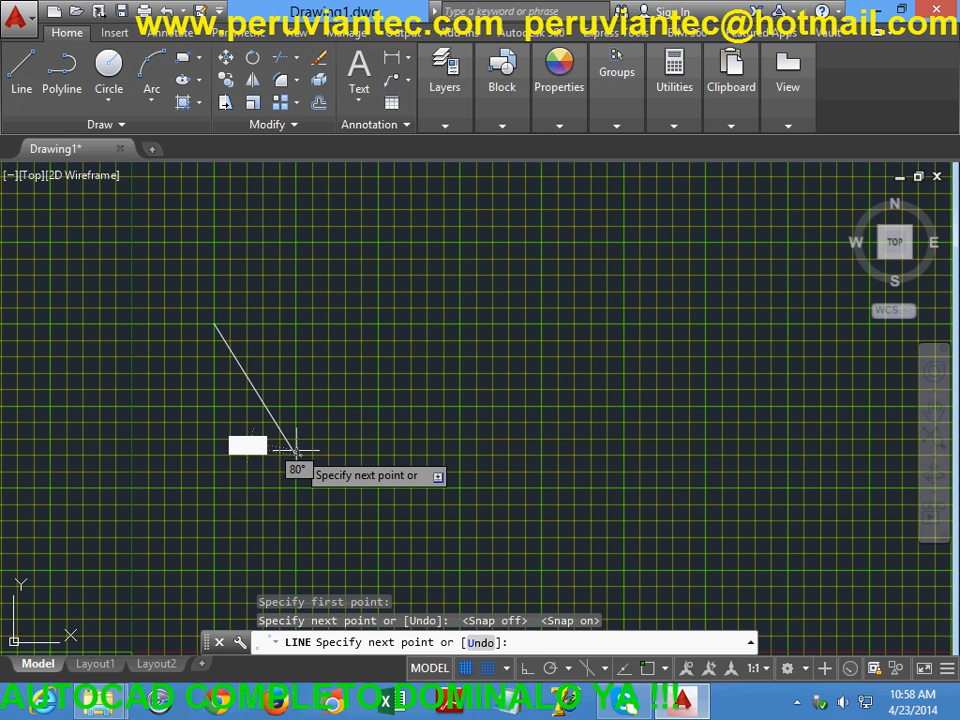 Drawing1.dwg
Type a keyword or phrase
Sign In
www.peruviantec.com peruviantec@hotmail.com
Home Insert Annotate Parametric View Manage Output Add-ins Autodesk 360 Express Tools BIM 360 Featured Apps Vault
Line Polyline Circle Arc Text Layers Block Properties Groups Utilities Clipboard View
Draw Modify Annotation
Drawing1*
[−][Top][2D Wireframe]
N
W TOP E
S
WCS
80°
Specify next point or
Y
X
Specify first point:
Specify next point or [Undo]: <Snap off> <Snap on>
LINE Specify next point or [Undo]:
Model Layout1 Layout2 +
MODEL 1:1
AUTOCAD COMPLETO DOMINALO YA !!!
10:58 AM
4/23/2014